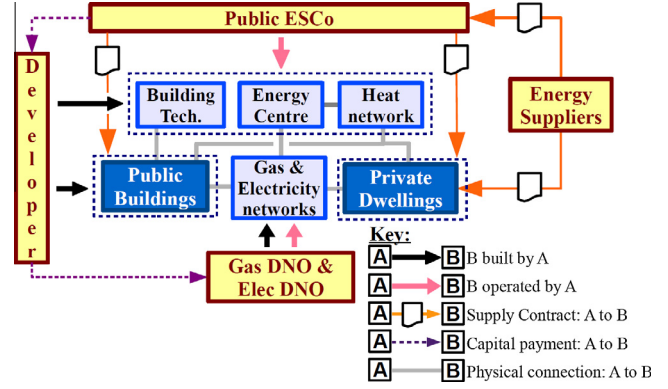 Public ESCo
Developer
Building
Tech.
Energy
Centre
Heat
network
Energy
Suppliers
Public
Buildings
Gas &
Electricity
networks
Private
Dwellings
Gas DNO &
Elec DNO
Key:
A B B built by A
A B B operated by A
A B Supply Contract: A to B
A B Capital payment: A to B
A B Physical connection: A to B